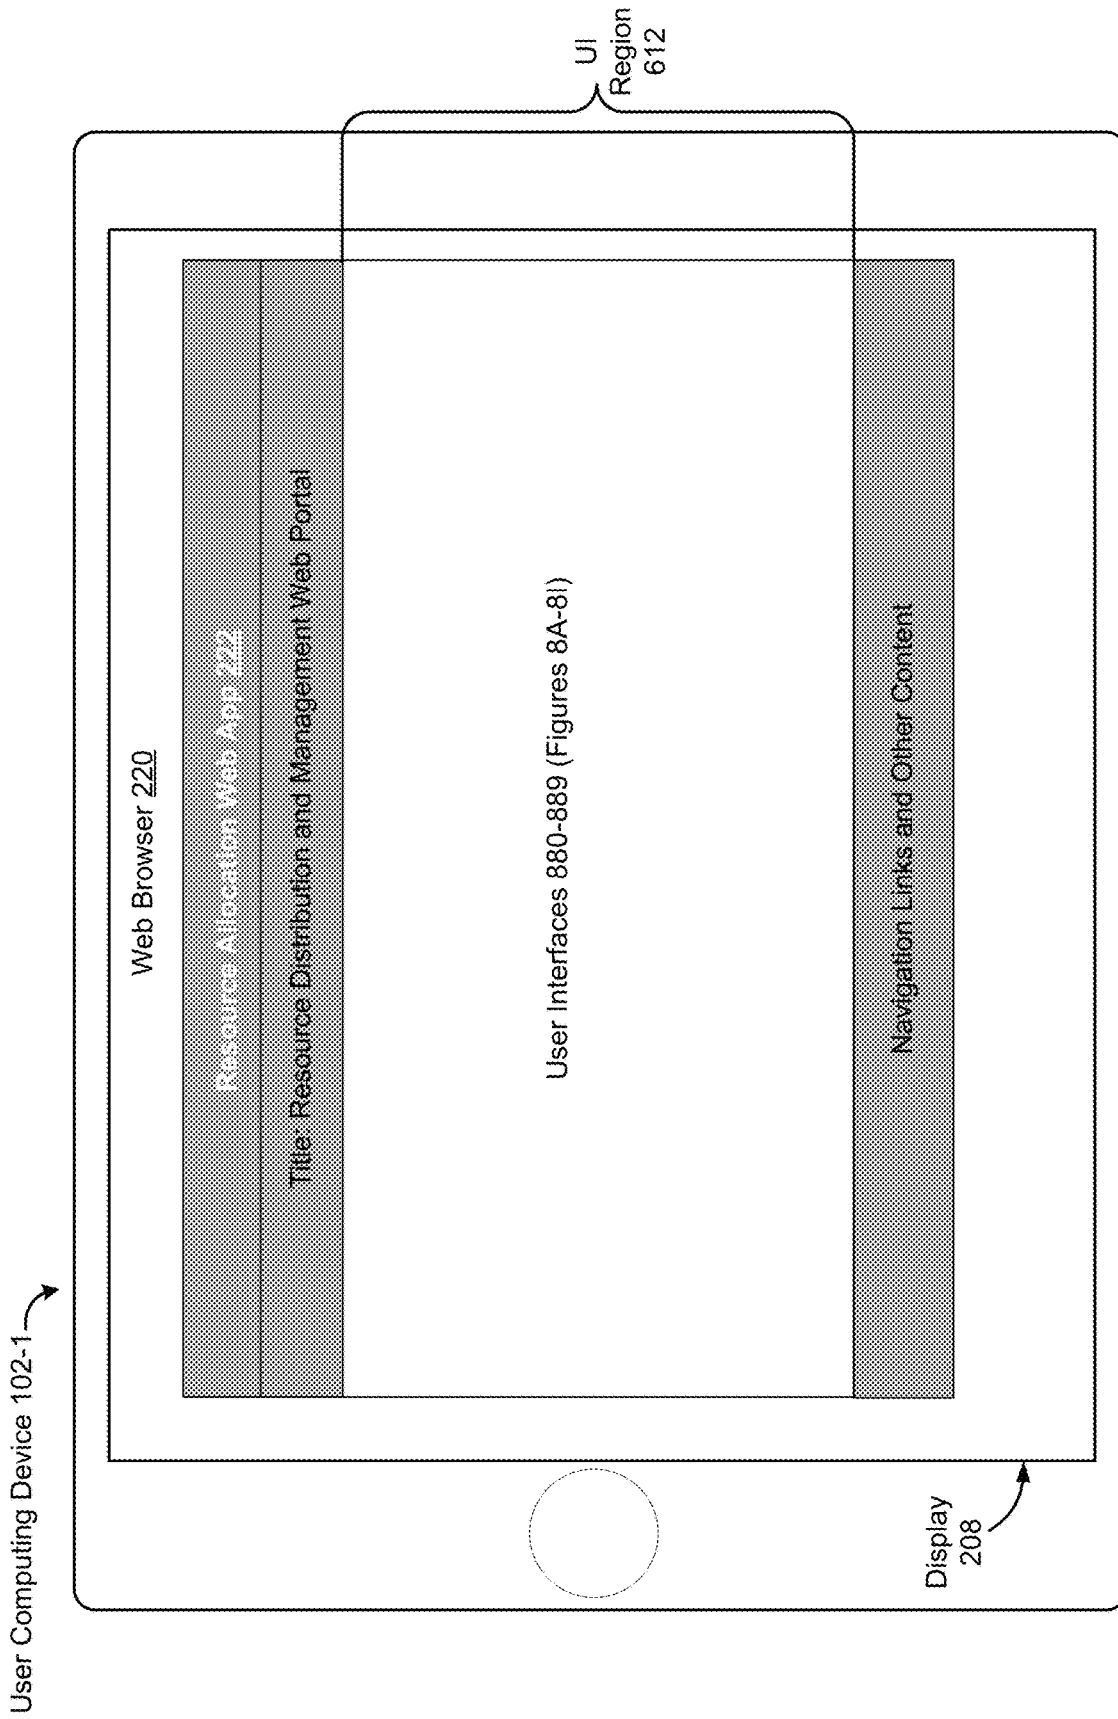 User Computing Device 102-1
Web Browser 220
Resource Allocation Web App 222
Title: Resource Distribution and Management Web Portal
User Interfaces 880-889 (Figures 8A-8I)
UI
Region
612
Navigation Links and Other Content
Display
208